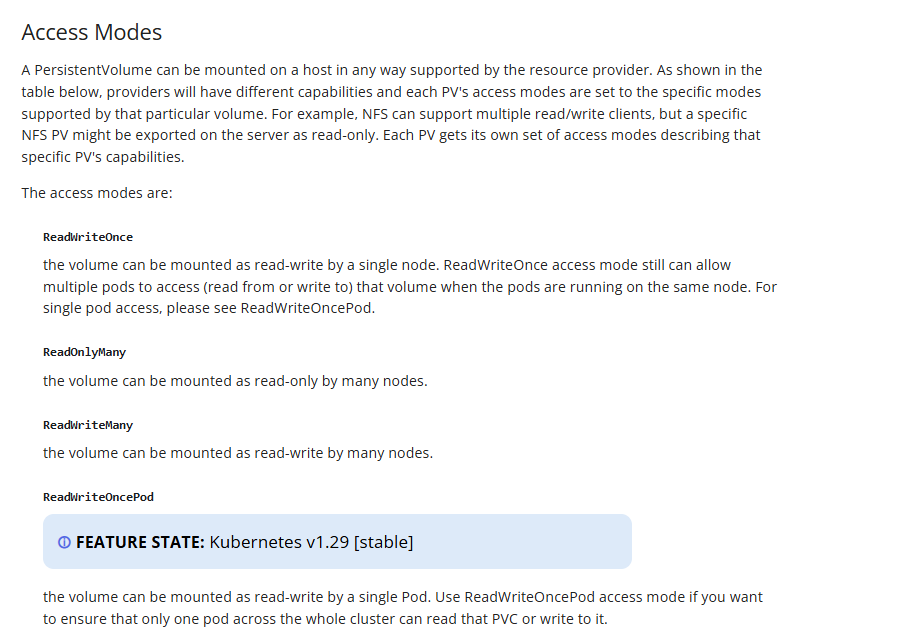 Access Modes
A PersistentVolume can be mounted on a host in any way supported by the resource provider. As shown in the
table below, providers will have different capabilities and each PV's access modes are set to the specific modes
supported by that particular volume. For example, NFS can support multiple read/write clients, but a specific
NFS PV might be exported on the server as read-only. Each PV gets its own set of access modes describing that
specific PV's capabilities.
The access modes are:
ReadWriteOnce
the volume can be mounted as read-write by a single node. ReadWriteOnce access mode still can allow
multiple pods to access (read from or write to) that volume when the pods are running on the same node. For
single pod access, please see ReadWriteOncePod.
ReadOnlyMany
the volume can be mounted as read-only by many nodes.
ReadWriteMany
the volume can be mounted as read-write by many nodes.
ReadWriteOncePod
FEATURE STATE: Kubernetes v1.29 [stable]
the volume can be mounted as read-write by a single Pod. Use ReadWriteOncePod access mode if you want
to ensure that only one pod across the whole cluster can read that PVC or write to it.